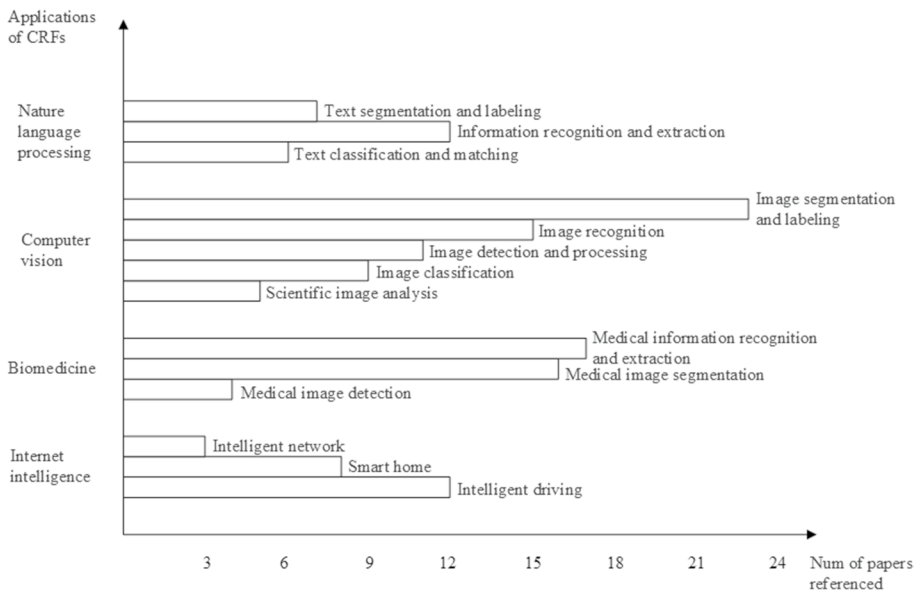 Applications
of CRFs
Nature
language
processing
Text segmentation and labeling
Information recognition and extraction
Text classification and matching
Computer
vision
Image segmentation
and labeling
Image recognition
Image detection and processing
Image classification
Scientific image analysis
Biomedicine
Medical information recognition
and extraction
Medical image segmentation
Medical image detection
Internet
intelligence
Intelligent network
Smart home
Intelligent driving
3 6 9 12 15 18 21 24
Num of papers
referenced